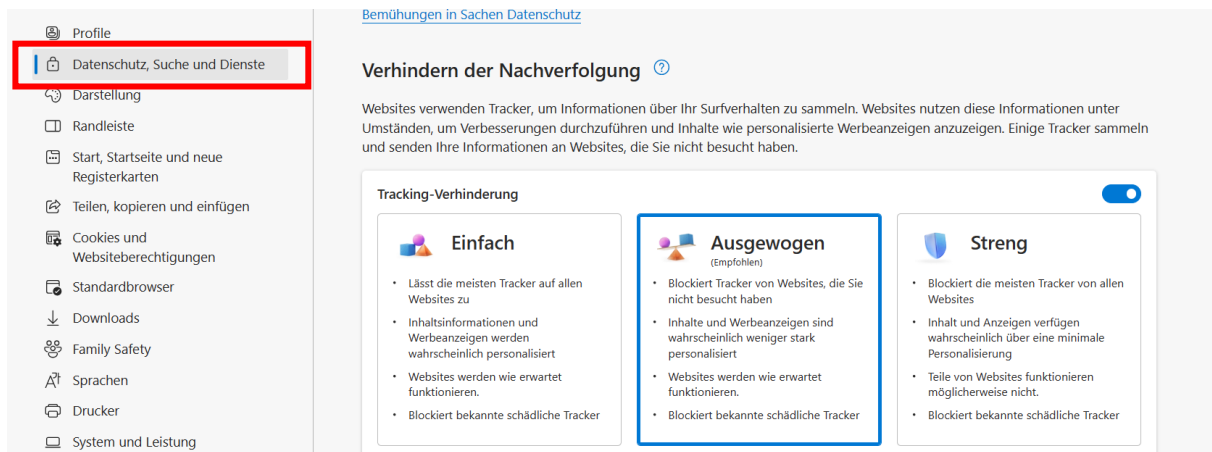 Profile
Datenschutz, Suche und Dienste
Darstellung
Randleiste
Start, Startseite und neue
Registerkarten
Teilen, kopieren und einfügen
Cookies und
Websiteberechtigungen
Standardbrowser
Downloads
Family Safety
Sprachen
Drucker
System und Leistung
Bemühungen in Sachen Datenschutz
Verhindern der Nachverfolgung
Websites verwenden Tracker, um Informationen über Ihr Surfverhalten zu sammeln. Websites nutzen diese Informationen unter
Umständen, um Verbesserungen durchzuführen und Inhalte wie personalisierte Werbeanzeigen anzuzeigen. Einige Tracker sammeln
und senden Ihre Informationen an Websites, die Sie nicht besucht haben.
Tracking-Verhinderung
Einfach
• Lässt die meisten Tracker auf allen
Websites zu
• Inhaltsinformationen und
Werbeanzeigen werden
wahrscheinlich personalisiert
• Websites werden wie erwartet
funktionieren.
• Blockiert bekannte schädliche Tracker
Ausgewogen
(Empfohlen)
• Blockiert Tracker von Websites, die Sie
nicht besucht haben
• Inhalte und Werbeanzeigen sind
wahrscheinlich weniger stark
personalisiert
• Websites werden wie erwartet
funktionieren.
• Blockiert bekannte schädliche Tracker
Streng
• Blockiert die meisten Tracker von allen
Websites
• Inhalt und Anzeigen verfügen
wahrscheinlich über eine minimale
Personalisierung
• Teile von Websites funktionieren
möglicherweise nicht.
• Blockiert bekannte schädliche Tracker